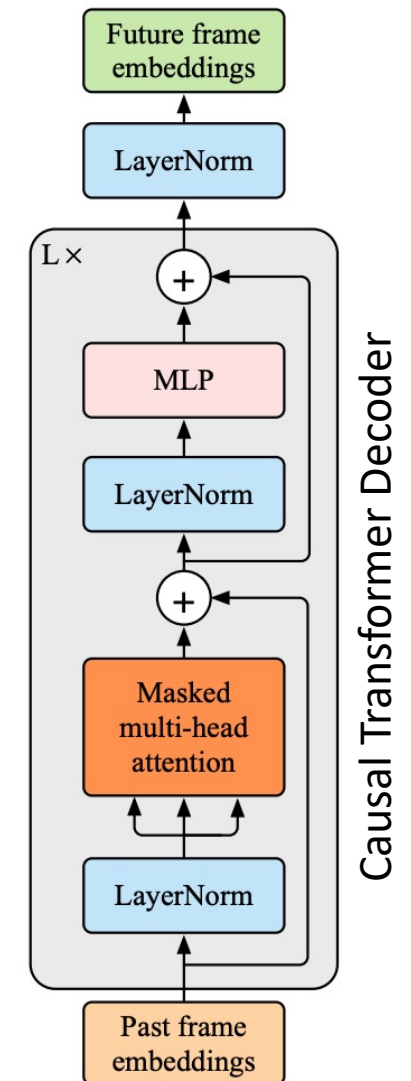 Future frame
embeddings
LayerNorm
L ×
+
MLP
LayerNorm
+
Masked
multi-head
attention
LayerNorm
Past frame
embeddings
Causal Transformer Decoder